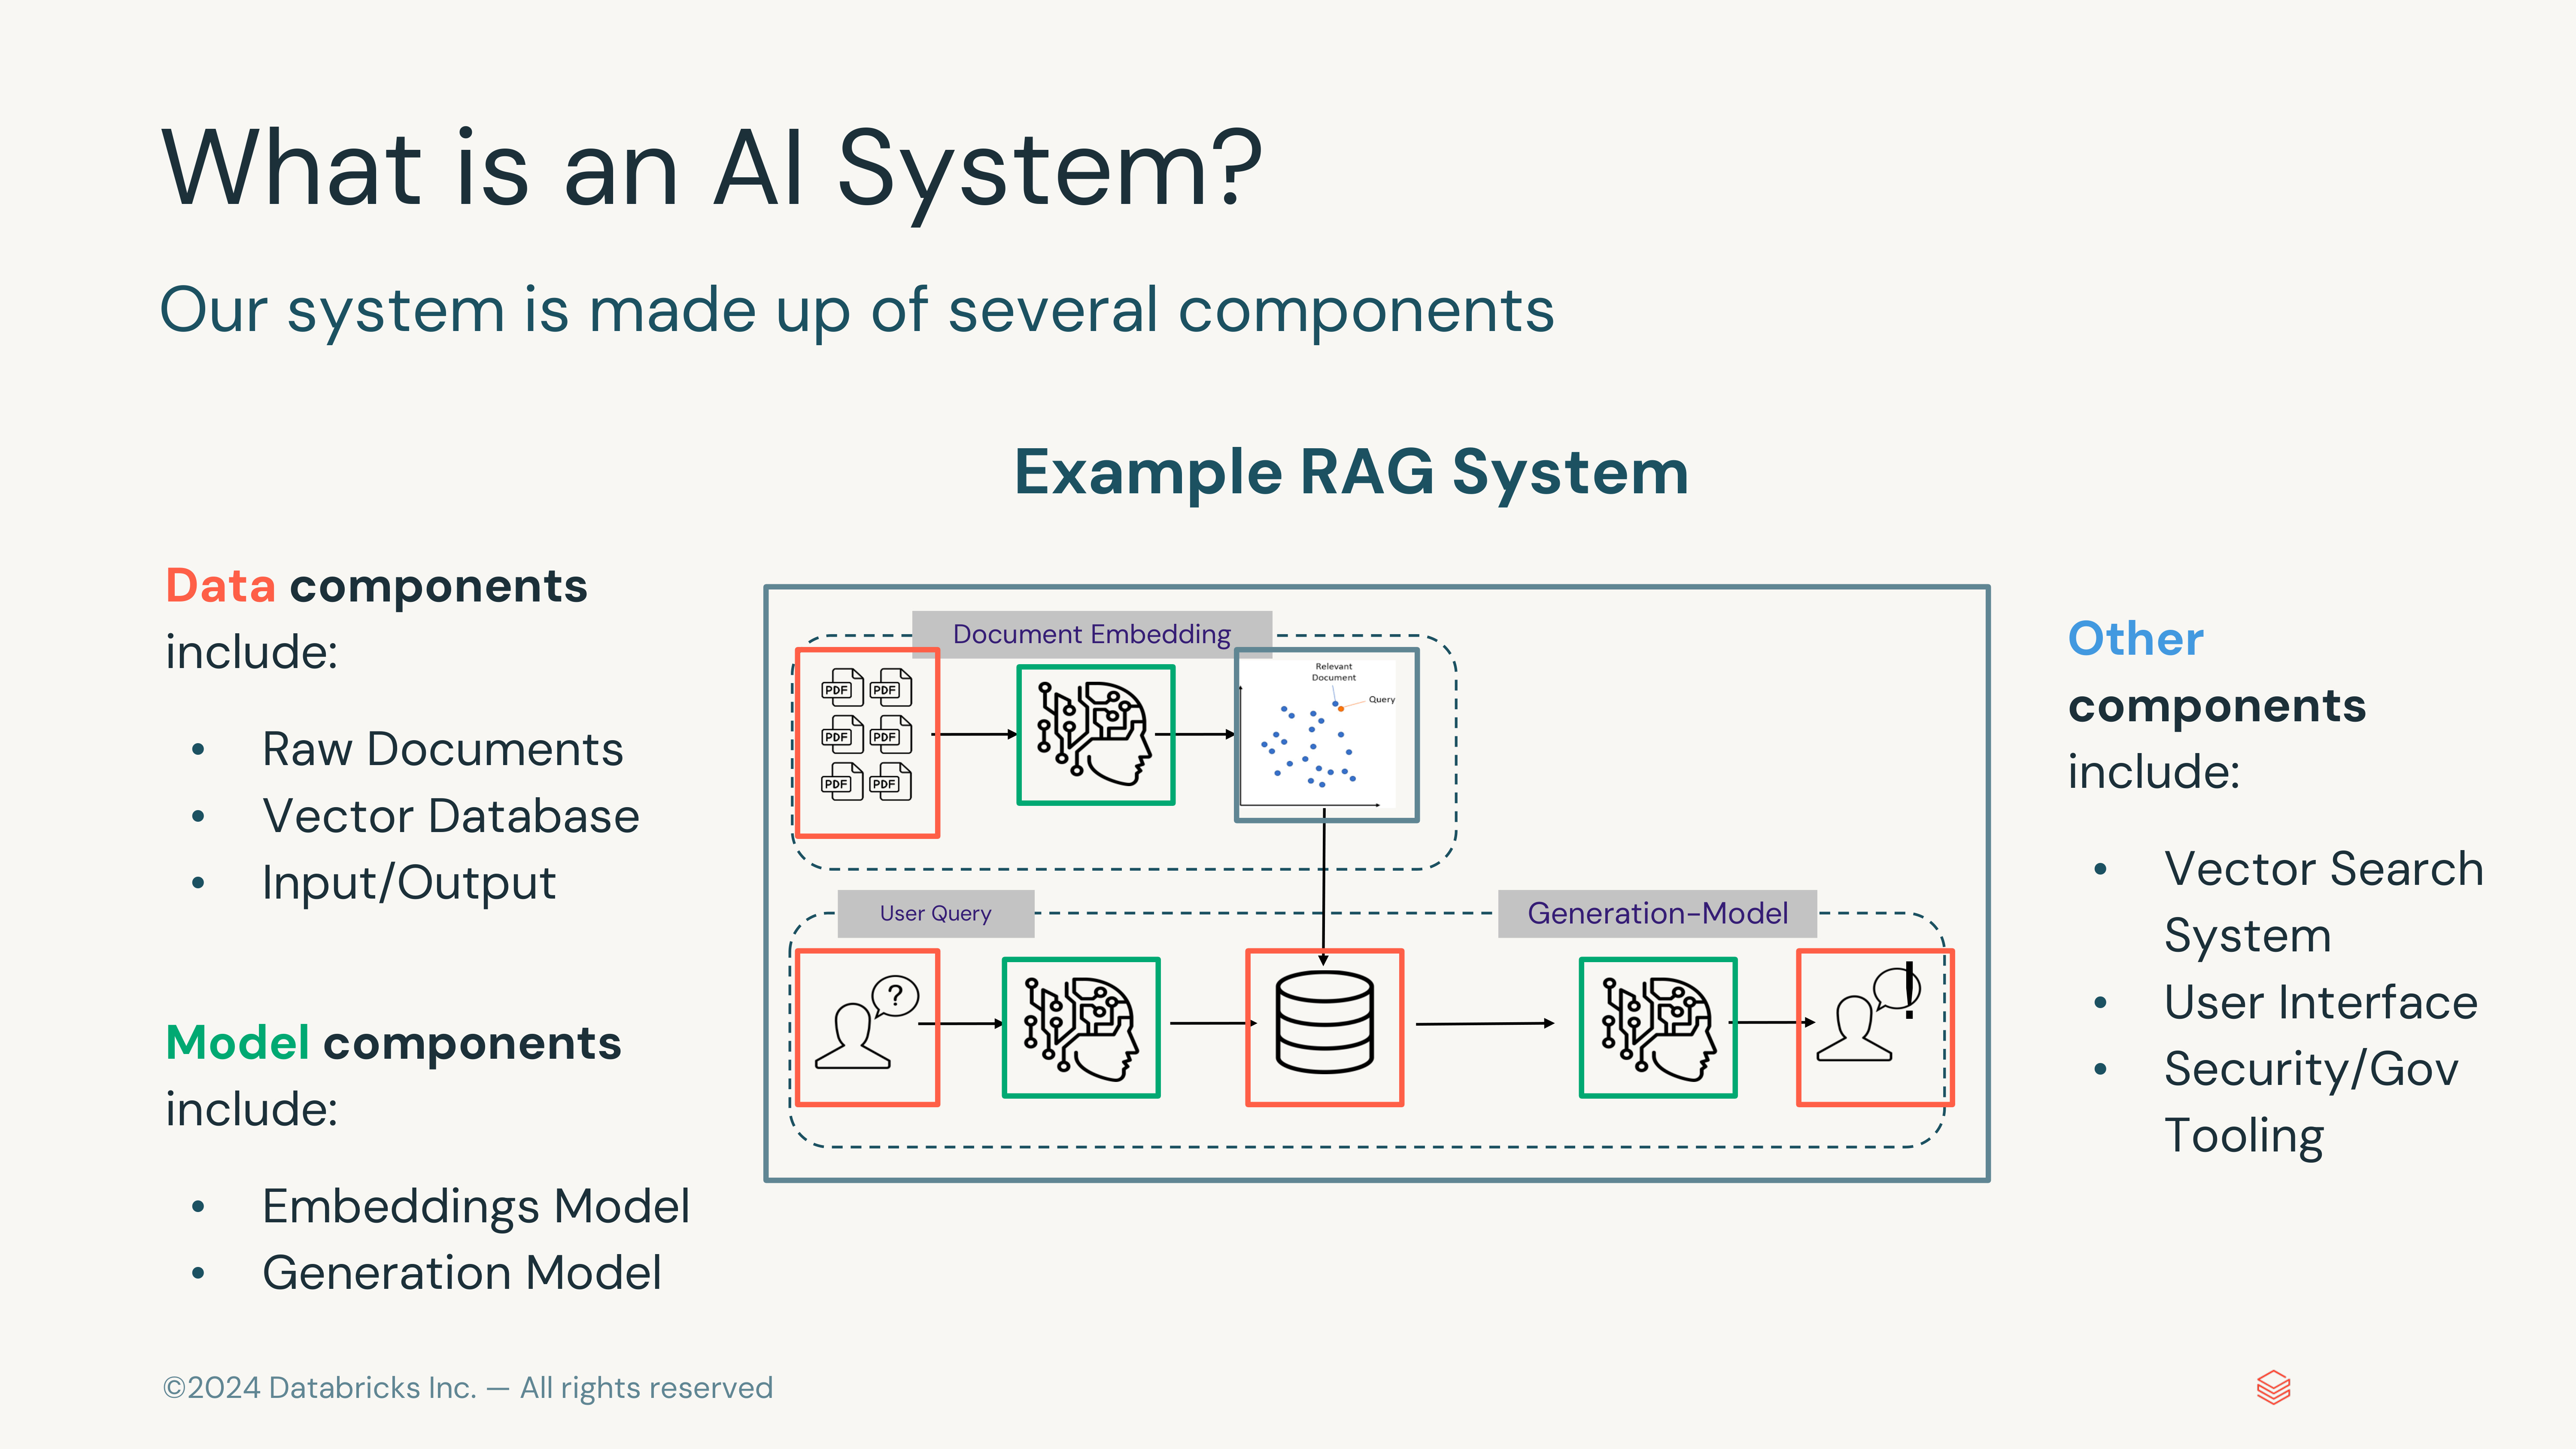 What is an AI System?
Our system is made up of several components
Example RAG System
Data components
include:
• Raw Documents
• Vector Database
• Input/Output
Model components
include:
• Embeddings Model
• Generation Model
Document Embedding
PDF PDF
PDF PDF
PDF PDF
Relevant
Document
Query
User Query
Generation-Model
?
!
Other
components
include:
• Vector Search
System
• User Interface
• Security/Gov
Tooling
©2024 Databricks Inc. — All rights reserved